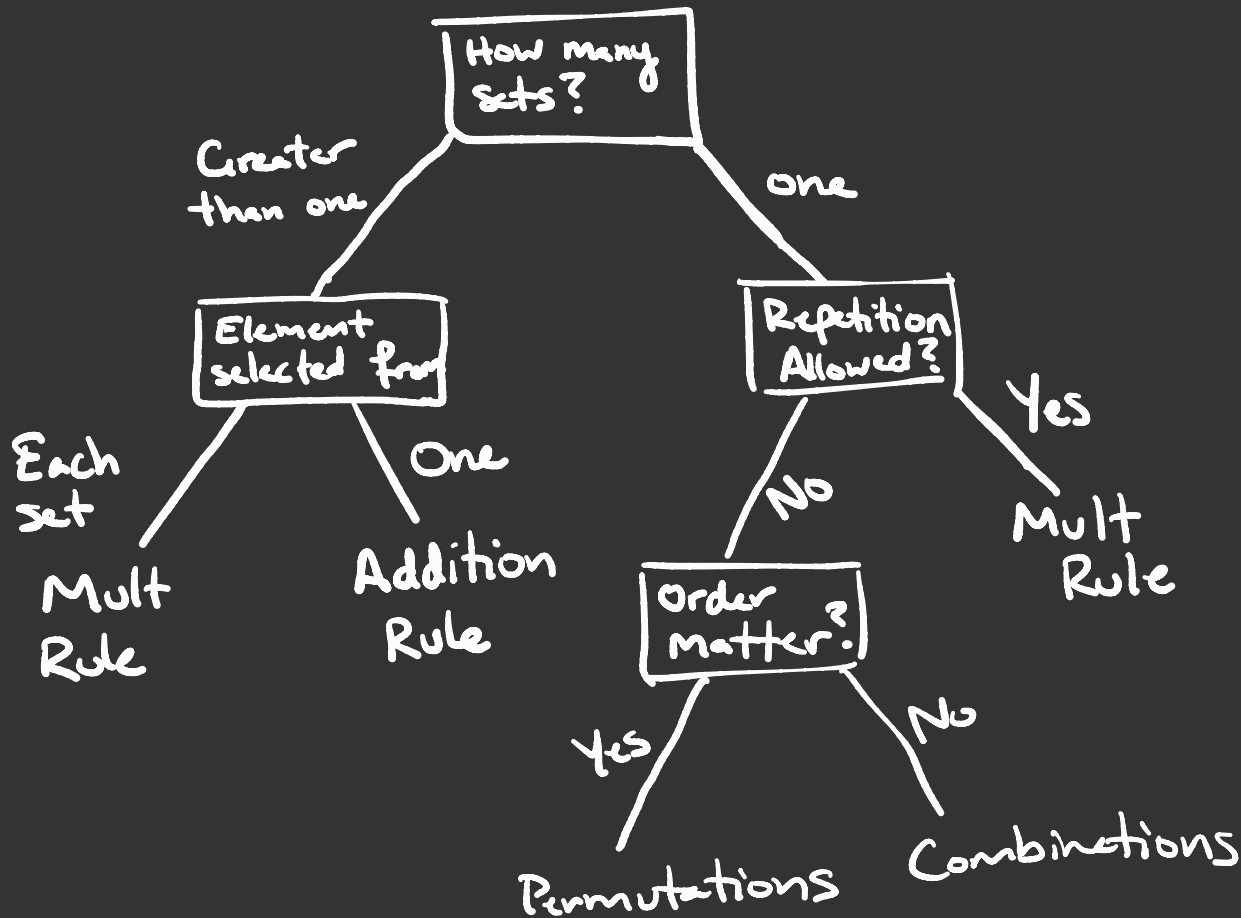 How many
sets?
Greater
than one
one
Element
selected from
Repetition
Allowed?
Each
set
One
No
Yes
Mult
Rule
Addition
Rule
Mult
Rule
Order
Matter?
Yes
No
Permutations
Combinations